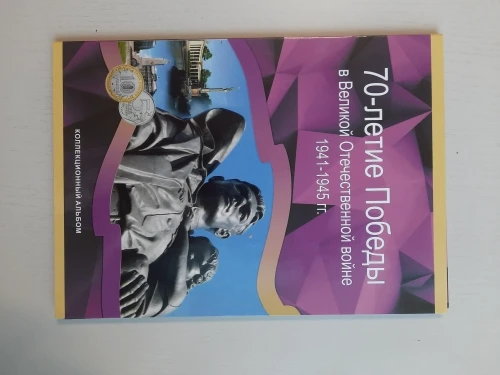 70-летие Победы
в Великой Отечественной войне
1941-1945 гг.
КОЛЛЕКЦИОННЫЙ АЛЬБОМ